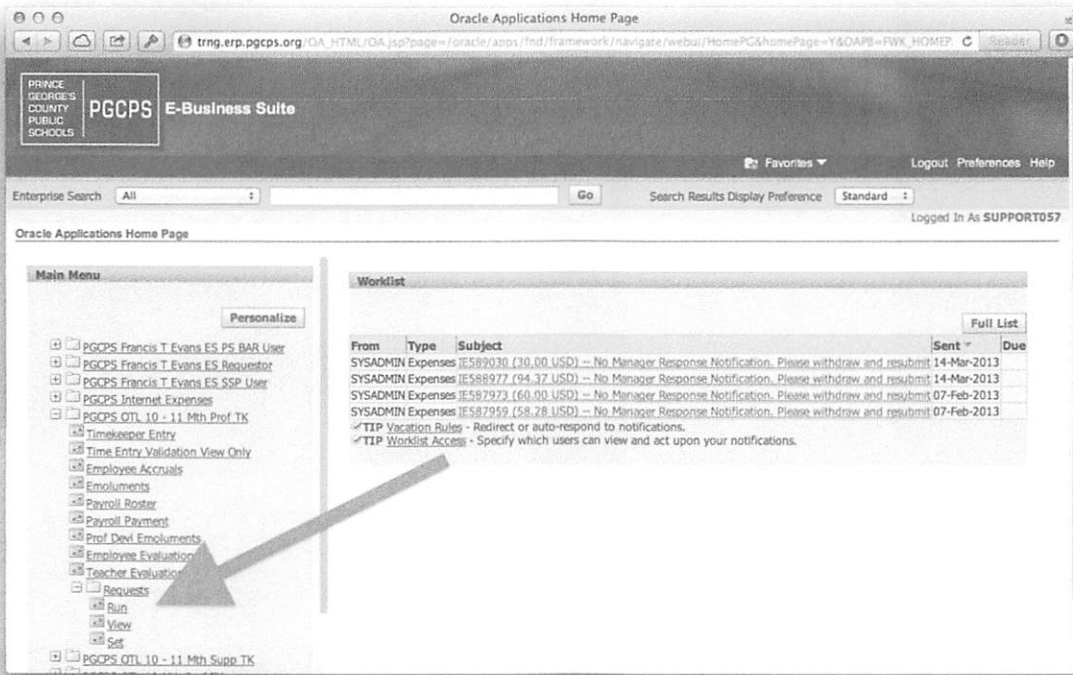 Oracle Applications Home Page
trng.erp.pgcps.org/OA_HTML/OA.jsp?page=/oracle/apps/fnd/framework/navigate/webui/HomePG&homePage=Y&OAPB=FWK_HOMEP
Reader
PRINCE
GEORGE'S
COUNTY
PUBLIC
SCHOOLS
PGCPS
E-Business Suite
Favorites
Logout Preferences Help
Enterprise Search All Go Search Results Display Preference Standard
Logged In As SUPPORT057
Oracle Applications Home Page
Main Menu
Personalize
PGCPS Francis T Evans ES PS BAR User
PGCPS Francis T Evans ES Requestor
PGCPS Francis T Evans ES SSP User
PGCPS Internet Expenses
PGCPS OTL 10 - 11 Mth Prof TK
Timekeeper Entry
Time Entry Validation View Only
Employee Accruals
Emoluments
Payroll Roster
Payroll Payment
Prof Devl Emoluments
Employee Evaluation
Teacher Evaluation
Requests
Run
View
Set
PGCPS OTL 10 - 11 Mth Supp TK
Worklist
Full List
From Type Subject Sent Due
SYSADMIN Expenses IE589030 (30.00 USD) -- No Manager Response Notification. Please withdraw and resubmit 14-Mar-2013
SYSADMIN Expenses IE588977 (94.37 USD) -- No Manager Response Notification. Please withdraw and resubmit 14-Mar-2013
SYSADMIN Expenses IE587973 (60.00 USD) -- No Manager Response Notification. Please withdraw and resubmit 07-Feb-2013
SYSADMIN Expenses IE587959 (58.28 USD) -- No Manager Response Notification. Please withdraw and resubmit 07-Feb-2013
TIP Vacation Rules - Redirect or auto-respond to notifications.
TIP Worklist Access - Specify which users can view and act upon your notifications.